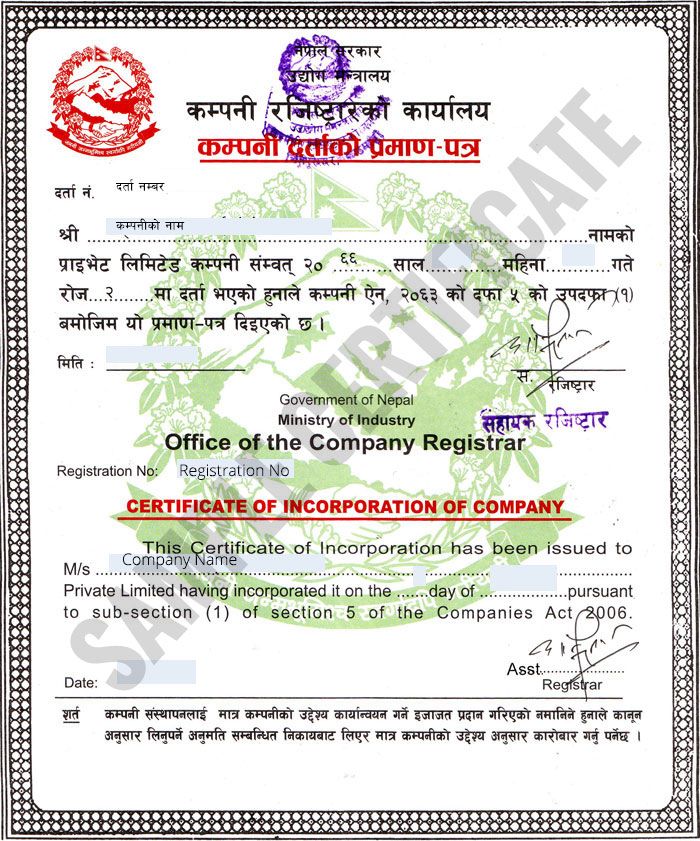 नेपाल सरकार
उद्योग मन्त्रालय
कम्पनी रजिष्ट्रारको कार्यालय
कम्पनी दर्ताको प्रमाण-पत्र
दर्ता नं. दर्ता नम्बर
श्री कम्पनीको नाम नामको
प्राइभेट लिमिटेड कम्पनी संम्वत् २० ६६ साल महिना गते
रोज २ मा दर्ता भएको हुनाले कम्पनी ऐन, २०६३ को दफा ५ को उपदफा (१)
बमोजिम यो प्रमाण-पत्र दिइएको छ ।
मिति :
स. रजिष्ट्रार
सहायक रजिष्ट्रार
Government of Nepal
Ministry of Industry
Office of the Company Registrar
Registration No: Registration No
CERTIFICATE OF INCORPORATION OF COMPANY
This Certificate of Incorporation has been issued to
M/s Company Name
Private Limited having incorporated it on the ......day of ......pursuant
to sub-section (1) of section 5 of the Companies Act 2006.
Asst.
Registrar
Date:
शर्त कम्पनी संस्थापनलाई मात्र कम्पनीको उद्देश्य कार्यान्वयन गर्ने इजाजत प्रदान गरिएको नमानिने हुनाले कानून
अनुसार लिनुपर्ने अनुमति सम्बन्धित निकायबाट लिएर मात्र कम्पनीको उद्देश्य अनुसार कारोबार गर्नु पर्नेछ ।
SAMPLE CERTIFICATE